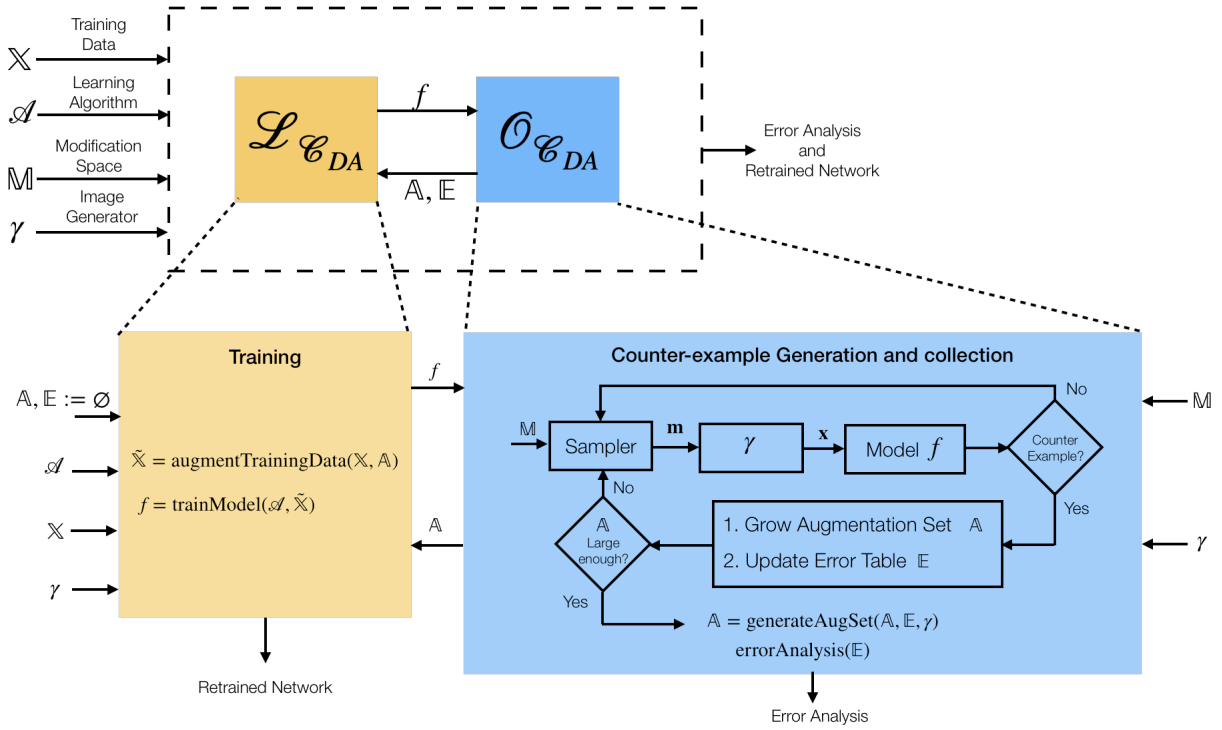 𝕏
Training
Data
𝒜
Learning
Algorithm
𝕄
Modification
Space
γ
Image
Generator
ℒ𝒞DA
f
𝔸, 𝔼
𝒪𝒞DA
Error Analysis
and
Retrained Network
Training
𝔸, 𝔼 := ∅
𝒜
𝕏
γ
𝕏̃ = augmentTrainingData(𝕏, 𝔸)
f = trainModel(𝒜, 𝕏̃)
Retrained Network
f
𝔸
Counter-example Generation and collection
No
𝕄
Sampler
m
γ
x
Model f
Counter
Example?
Yes
No
1. Grow Augmentation Set 𝔸
2. Update Error Table 𝔼
𝔸
Large
enough?
Yes
𝔸 = generateAugSet(𝔸, 𝔼, γ)
errorAnalysis(𝔼)
𝕄
γ
Error Analysis